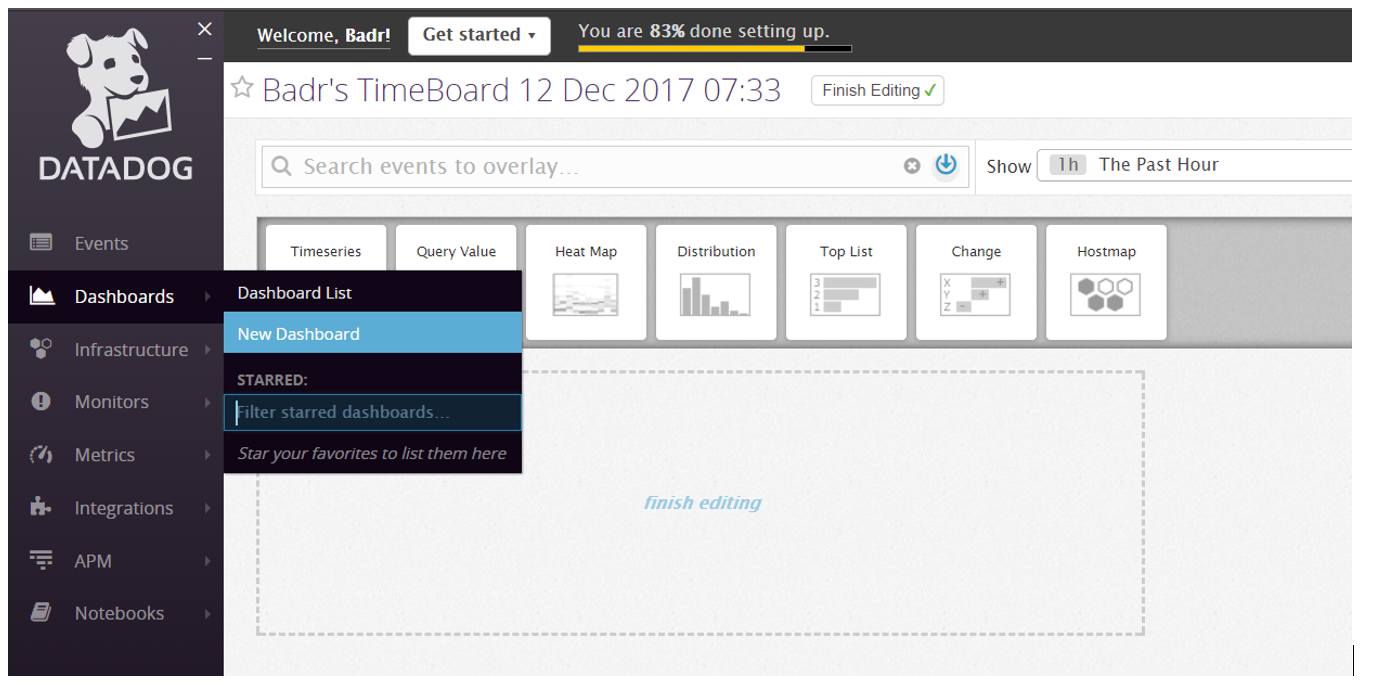 Welcome, Badr!
Get started ▾
You are 83% done setting up.
DATADOG
Badr's TimeBoard 12 Dec 2017 07:33
Finish Editing ✓
Search events to overlay...
Show
1h The Past Hour
Timeseries
Query Value
Heat Map
Distribution
Top List
3
2
1
Change
X +
Y +
Z -
Hostmap
Events
Dashboards
Infrastructure
Monitors
Metrics
Integrations
APM
Notebooks
Dashboard List
New Dashboard
STARRED:
Filter starred dashboards...
Star your favorites to list them here
finish editing